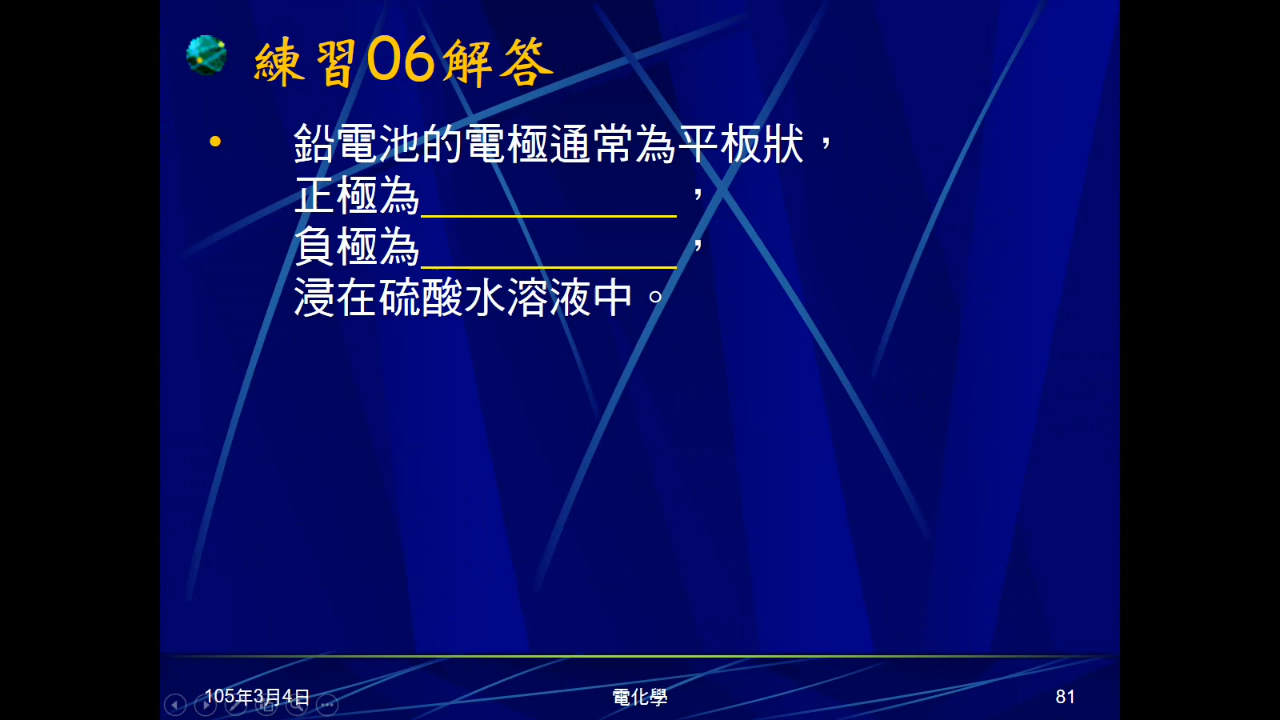 練習06解答
鉛電池的電極通常為平板狀，
正極為____________，
負極為____________，
浸在硫酸水溶液中。
105年3月4日
電化學
81